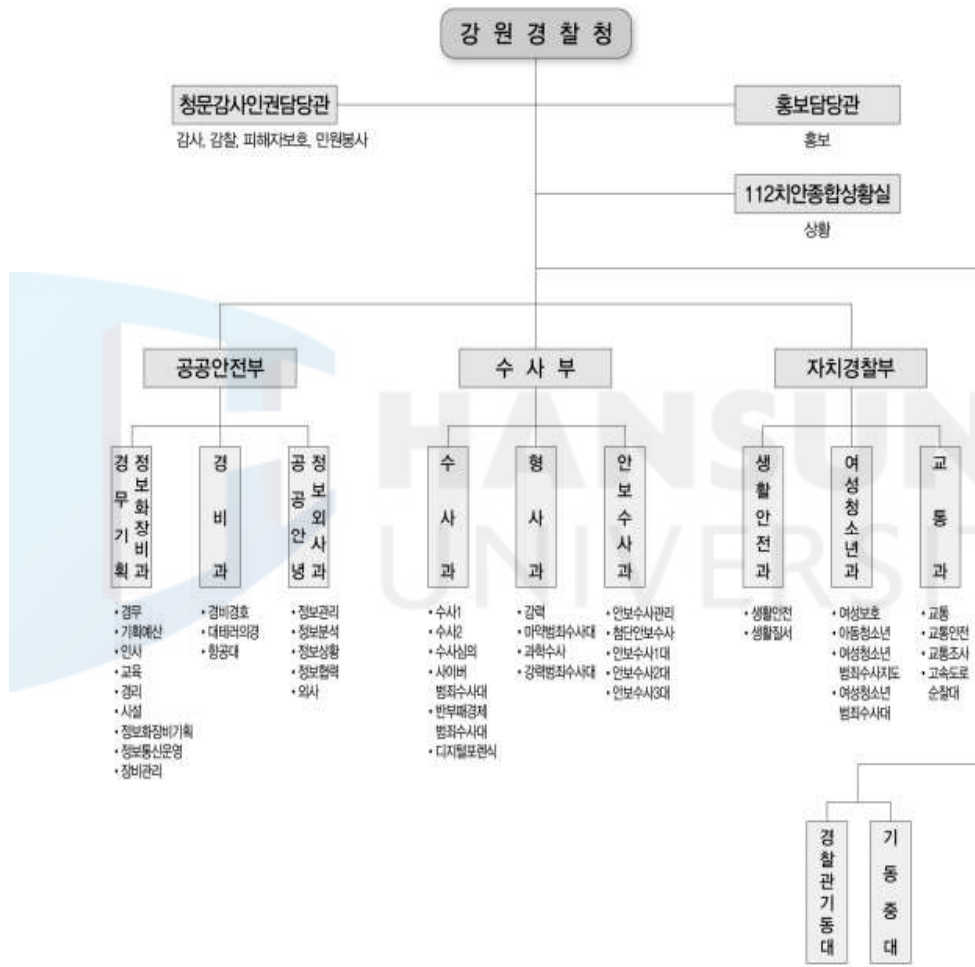 강원경찰청
청문감사인권담당관
감사, 감찰, 피해자보호, 민원봉사
홍보담당관
홍보
112치안종합상황실
상황
공공안전부
수사부
자치경찰부
경무기획
정보화장비과
경비과
공공안녕
정보외사과
수사과
형사과
안보수사과
생활안전과
여성청소년과
교통과
• 경무
• 기획예산
• 인사
• 교육
• 경리
• 시설
• 정보화장비기획
• 정보통신운영
• 장비관리
• 경비경호
• 대테러의경
• 항공대
• 정보관리
• 정보분석
• 정보상황
• 정보협력
• 외사
• 수사1
• 수사2
• 수사심의
• 사이버
범죄수사대
• 반부패경제
범죄수사대
• 디지털포렌식
• 강력
• 마약범죄수사대
• 과학수사
• 강력범죄수사대
• 안보수사관리
• 첨단안보수사
• 안보수사1대
• 안보수사2대
• 안보수사3대
• 생활안전
• 생활질서
• 여성보호
• 아동청소년
• 여성청소년
범죄수사지도
• 여성청소년
범죄수사대
• 교통
• 교통안전
• 교통조사
• 고속도로
순찰대
경찰관기동대
기동중대
HANSUN
UNIVERSIT